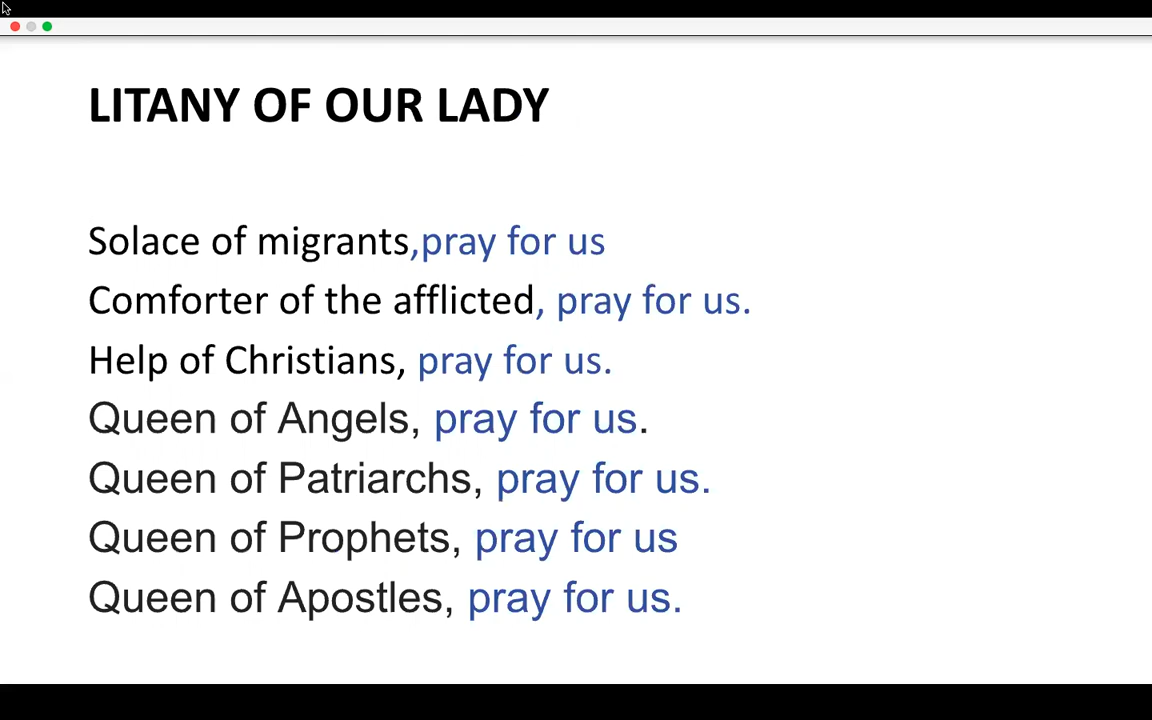 LITANY OF OUR LADY
Solace of migrants,pray for us
Comforter of the afflicted, pray for us.
Help of Christians, pray for us.
Queen of Angels, pray for us.
Queen of Patriarchs, pray for us.
Queen of Prophets, pray for us
Queen of Apostles, pray for us.